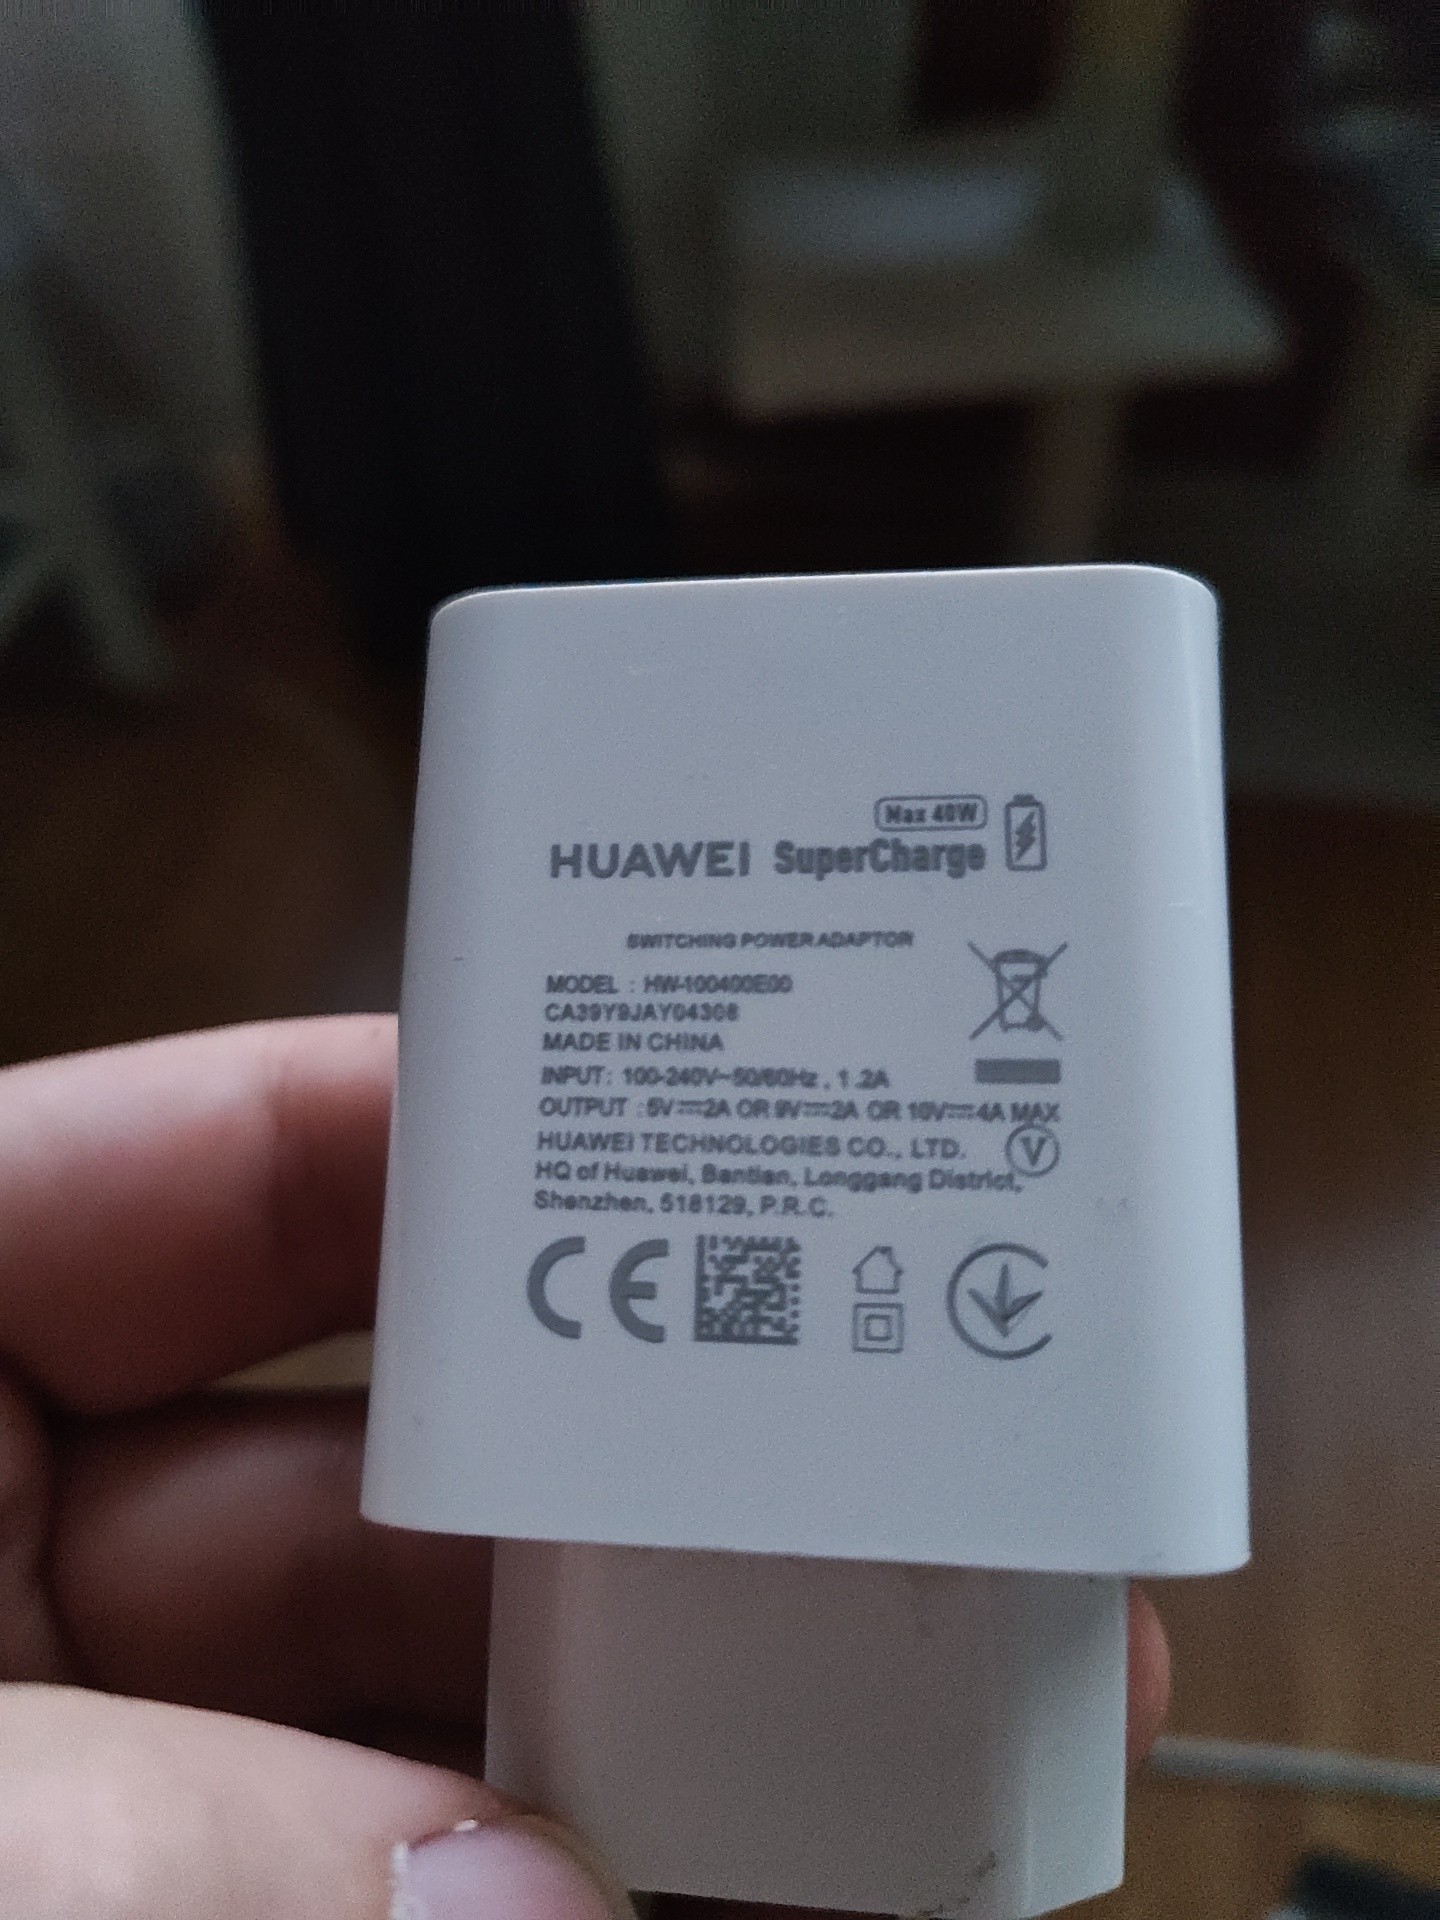 Max 40W
HUAWEI SuperCharge
SWITCHING POWER ADAPTOR
MODEL : HW-100400E00
CA39Y9JAY04308
MADE IN CHINA
INPUT: 100-240V~50/60Hz , 1.2A
OUTPUT : 5V⎓2A OR 9V⎓2A OR 10V⎓4A MAX
HUAWEI TECHNOLOGIES CO., LTD.
V
HQ of Huawei, Bantian, Longgang District,
Shenzhen, 518129, P.R.C.
CE